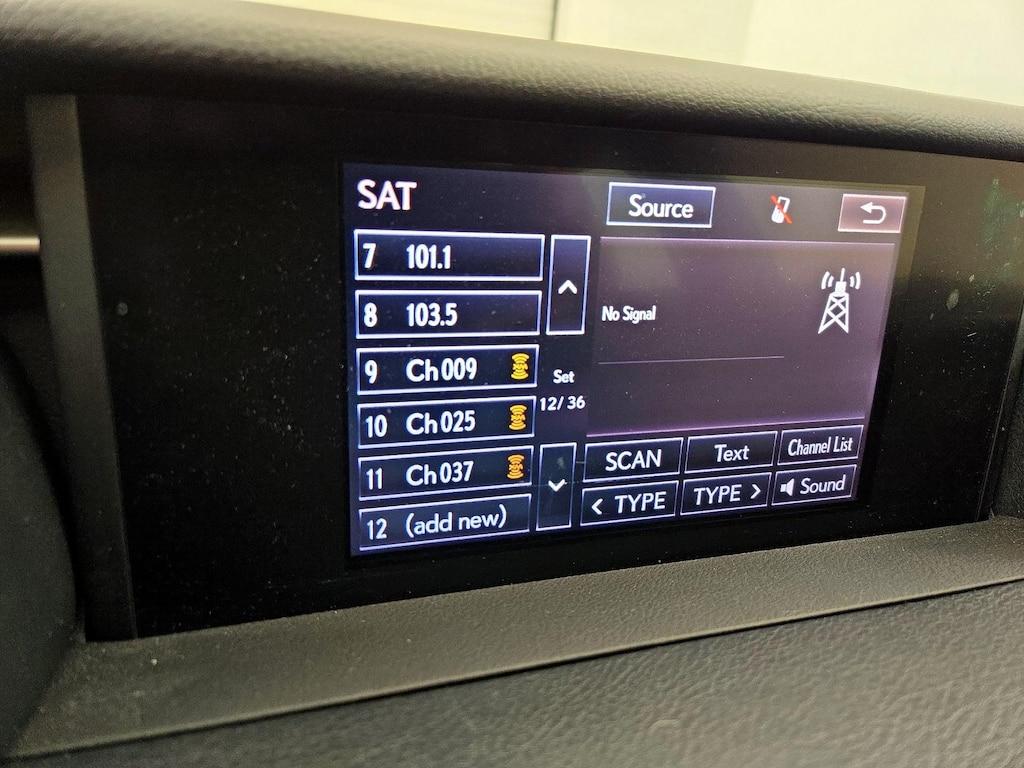 SAT
Source
7 101.1
8 103.5
9 Ch 009
10 Ch 025
11 Ch 037
12 (add new)
Set
12/36
No Signal
SCAN
Text
Channel List
< TYPE
TYPE >
Sound